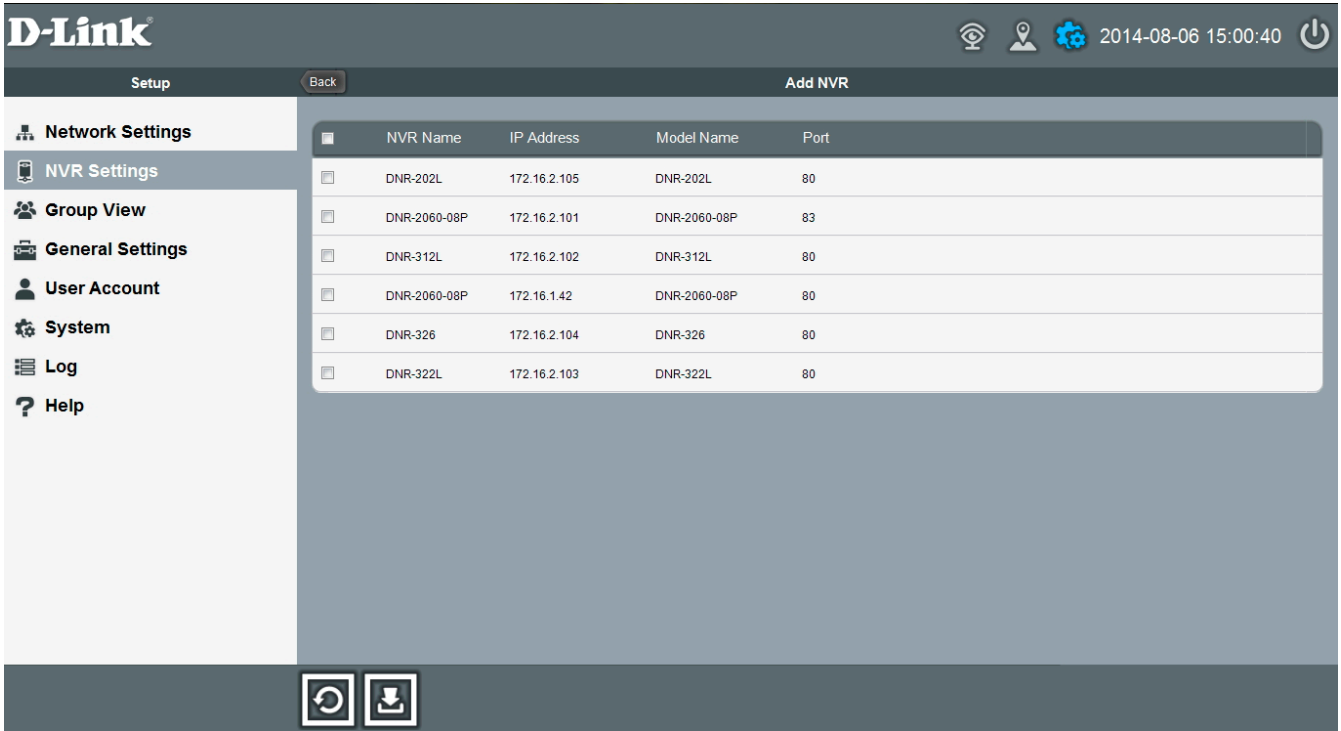 D-Link
2014-08-06 15:00:40
Setup
Back
Add NVR
Network Settings
NVR Settings
Group View
General Settings
User Account
System
Log
Help
NVR Name IP Address Model Name Port
DNR-202L 172.16.2.105 DNR-202L 80
DNR-2060-08P 172.16.2.101 DNR-2060-08P 83
DNR-312L 172.16.2.102 DNR-312L 80
DNR-2060-08P 172.16.1.42 DNR-2060-08P 80
DNR-326 172.16.2.104 DNR-326 80
DNR-322L 172.16.2.103 DNR-322L 80